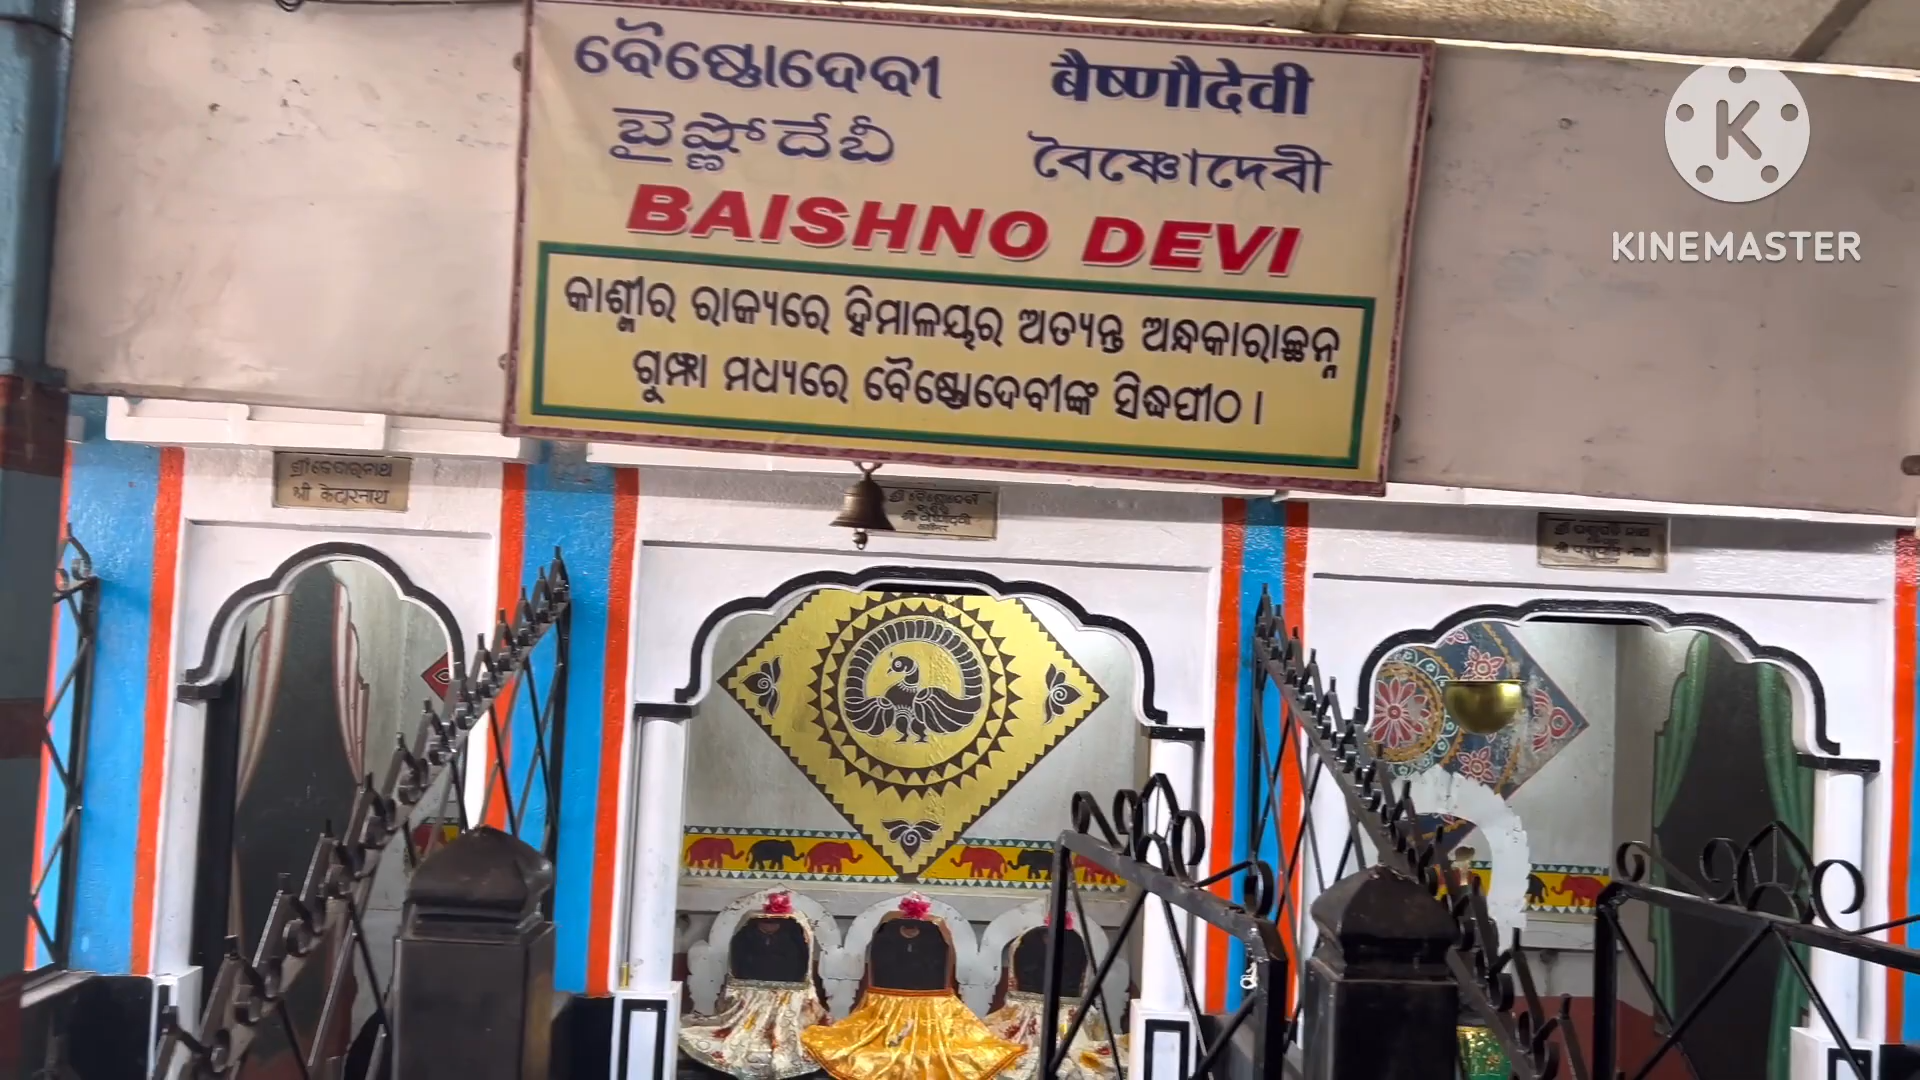 ବୈଷ୍ଣୋଦେବୀ बैष्णौदेवी
బైష్ణోదేబీ বৈষ্ণোদেবী
BAISHNO DEVI
କାଶ୍ମୀର ରାଜ୍ୟରେ ହିମାଳୟର ଅତ୍ୟନ୍ତ ଅନ୍ଧକାରାଚ୍ଛନ୍ନ
ଗୁମ୍ଫା ମଧ୍ୟରେ ବୈଷ୍ଣୋଦେବୀଙ୍କ ସିଦ୍ଧପୀଠ ।
K
KINEMASTER
ଶ୍ରୀ କେଦାରନାଥ
श्री केदारनाथ
ଶ୍ରୀ ବୈଷ୍ଣୋଦେବୀ